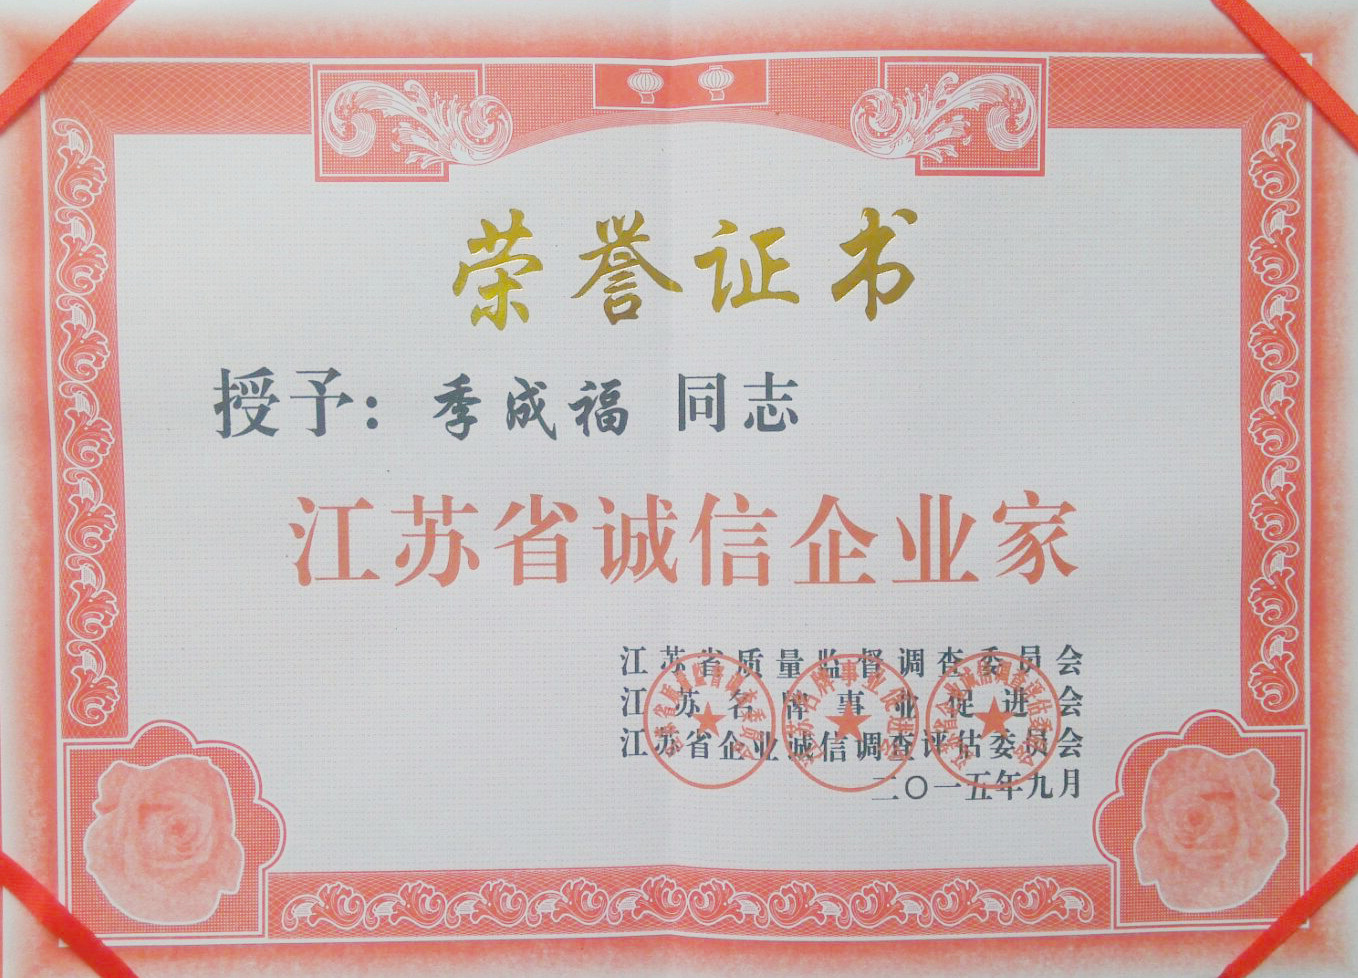 荣誉证书
授予：季成福 同志
江苏省诚信企业家
江苏省质量监督调查委员会
江苏名牌事业促进会
江苏省企业诚信调查评估委员会
二〇一五年九月